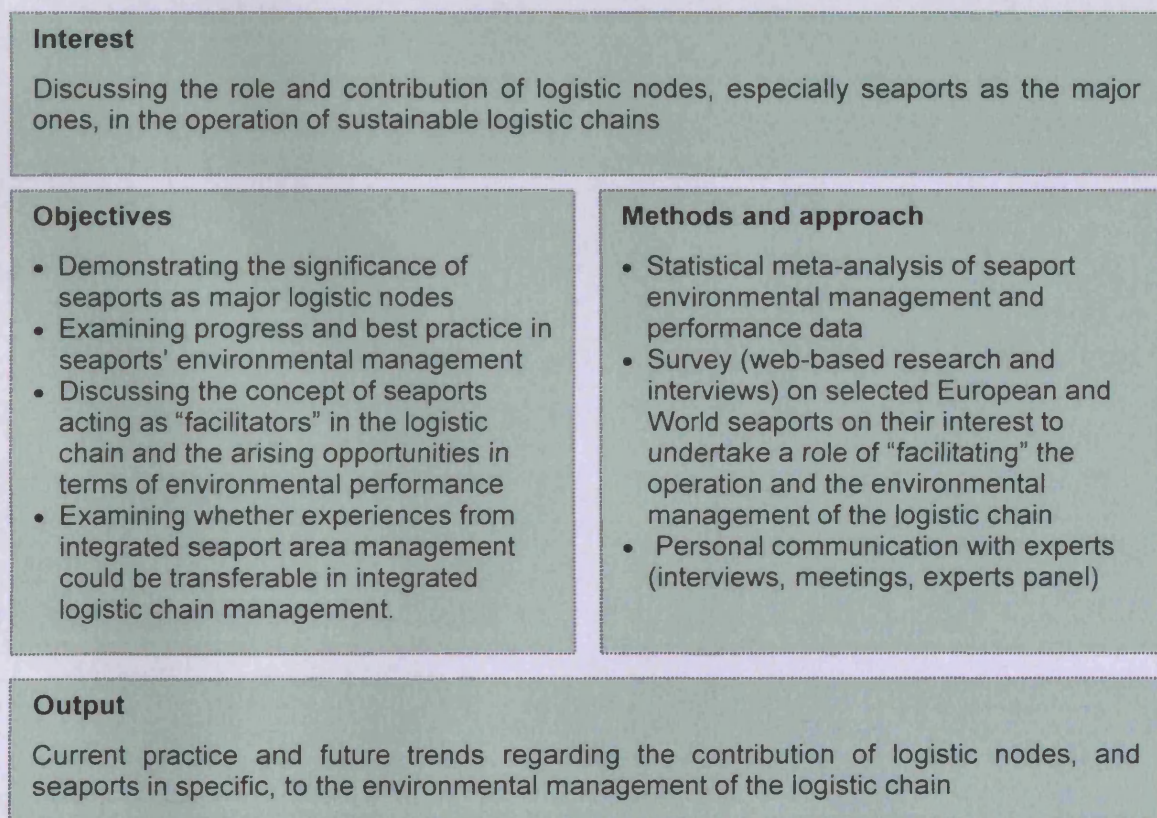 Interest
Discussing the role and contribution of logistic nodes, especially seaports as the major
ones, in the operation of sustainable logistic chains
Objectives
• Demonstrating the significance of
seaports as major logistic nodes
• Examining progress and best practice in
seaports' environmental management
• Discussing the concept of seaports
acting as "facilitators" in the logistic
chain and the arising opportunities in
terms of environmental performance
• Examining whether experiences from
integrated seaport area management
could be transferable in integrated
logistic chain management.
Methods and approach
• Statistical meta-analysis of seaport
environmental management and
performance data
• Survey (web-based research and
interviews) on selected European and
World seaports on their interest to
undertake a role of "facilitating" the
operation and the environmental
management of the logistic chain
• Personal communication with experts
(interviews, meetings, experts panel)
Output
Current practice and future trends regarding the contribution of logistic nodes, and
seaports in specific, to the environmental management of the logistic chain